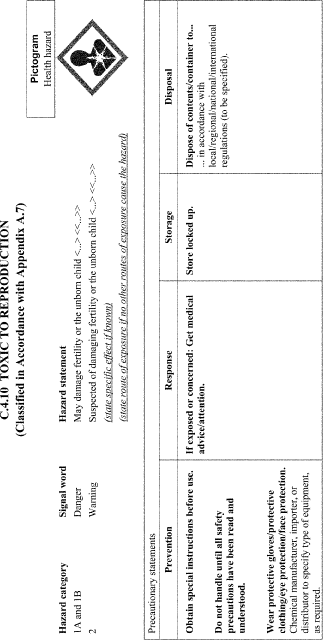 C.4.10 TOXIC TO REPRODUCTION
(Classified in Accordance with Appendix A.7)
Pictogram
Health hazard
Hazard category Signal word Hazard statement
1A and 1B Danger May damage fertility or the unborn child <...> <<...>>
2 Warning Suspected of damaging fertility or the unborn child <...> <<...>>
(state specific effect if known)
(state route of exposure if no other routes of exposure cause the hazard)
Precautionary statements
Prevention Response Storage Disposal
Obtain special instructions before use.
Do not handle until all safety
precautions have been read and
understood.
Wear protective gloves/protective
clothing/eye protection/face protection.
Chemical manufacturer, importer, or
distributor to specify type of equipment,
as required.
If exposed or concerned: Get medical
advice/attention.
Store locked up.
Dispose of contents/container to...
... in accordance with
local/regional/national/international
regulations (to be specified).